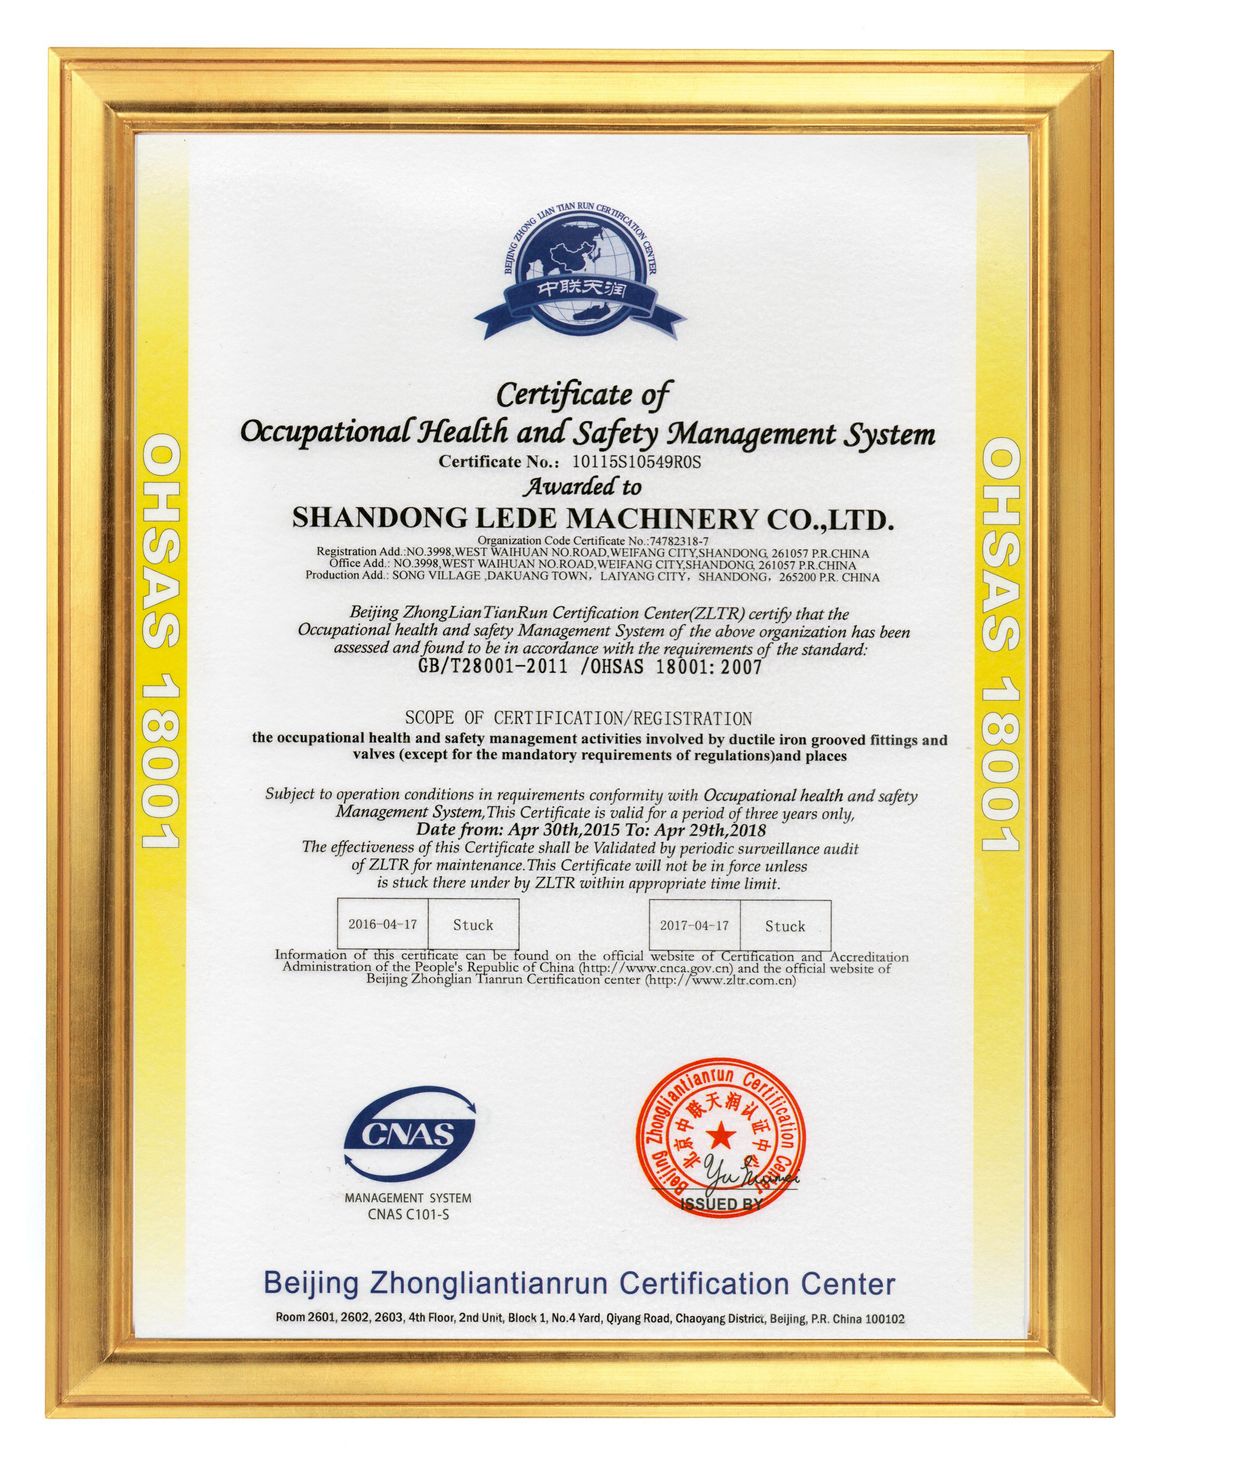 BEIJING ZHONG LIAN TIAN RUN CERTIFICATION CENTER
中联天润
Certificate of
Occupational Health and Safety Management System
Certificate No.: 10115S10549R0S
Awarded to
SHANDONG LEDE MACHINERY CO.,LTD.
Organization Code Certificate No.:74782318-7
Registration Add.:NO.3998,WEST WAIHUAN NO.ROAD,WEIFANG CITY,SHANDONG, 261057 P.R.CHINA
Office Add.: NO.3998,WEST WAIHUAN NO.ROAD,WEIFANG CITY,SHANDONG, 261057 P.R.CHINA
Production Add.: SONG VILLAGE ,DAKUANG TOWN, LAIYANG CITY, SHANDONG, 265200 P.R. CHINA
Beijing ZhongLianTianRun Certification Center(ZLTR) certify that the
Occupational health and safety Management System of the above organization has been
assessed and found to be in accordance with the requirements of the standard:
GB/T28001-2011 /OHSAS 18001: 2007
SCOPE OF CERTIFICATION/REGISTRATION
the occupational health and safety management activities involved by ductile iron grooved fittings and
valves (except for the mandatory requirements of regulations)and places
Subject to operation conditions in requirements conformity with Occupational health and safety
Management System,This Certificate is valid for a period of three years only,
Date from: Apr 30th,2015 To: Apr 29th,2018
The effectiveness of this Certificate shall be Validated by periodic surveillance audit
of ZLTR for maintenance.This Certificate will not be in force unless
is stuck there under by ZLTR within appropriate time limit.
2016-04-17 Stuck 2017-04-17 Stuck
Information of this certificate can be found on the official website of Certification and Accreditation
Administration of the People's Republic of China (http://www.cnca.gov.cn) and the official website of
Beijing Zhonglian Tianrun Certification center (http://www.zltr.com.cn)
OHSAS 18001
OHSAS 18001
CNAS
MANAGEMENT SYSTEM
CNAS C101-S
Beijing Zhongliantianrun Certification Center
北京中联天润认证中心
ISSUED BY
Beijing Zhongliantianrun Certification Center
Room 2601, 2602, 2603, 4th Floor, 2nd Unit, Block 1, No.4 Yard, Qiyang Road, Chaoyang District, Beijing, P.R. China 100102